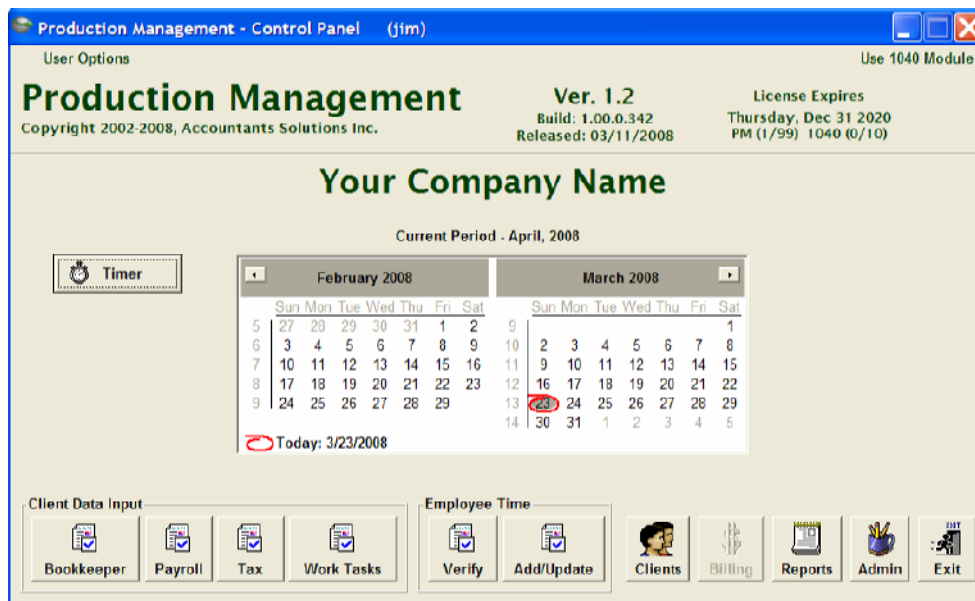 Production Management - Control Panel (jim)
User Options Use 1040 Module
Production Management
Copyright 2002-2008, Accountants Solutions Inc.
Ver. 1.2
Build: 1.00.0.342
Released: 03/11/2008
License Expires
Thursday, Dec 31 2020
PM (1/99) 1040 (0/10)
Your Company Name
Current Period - April, 2008
Timer
February 2008
Sun Mon Tue Wed Thu Fri Sat
5 27 28 29 30 31 1 2
6 3 4 5 6 7 8 9
7 10 11 12 13 14 15 16
8 17 18 19 20 21 22 23
9 24 25 26 27 28 29
Today: 3/23/2008
March 2008
Sun Mon Tue Wed Thu Fri Sat
9 1
10 2 3 4 5 6 7 8
11 9 10 11 12 13 14 15
12 16 17 18 19 20 21 22
13 23 24 25 26 27 28 29
14 30 31 1 2 3 4 5
Client Data Input
Bookkeeper Payroll Tax Work Tasks
Employee Time
Verify Add/Update
Clients Billing Reports Admin Exit